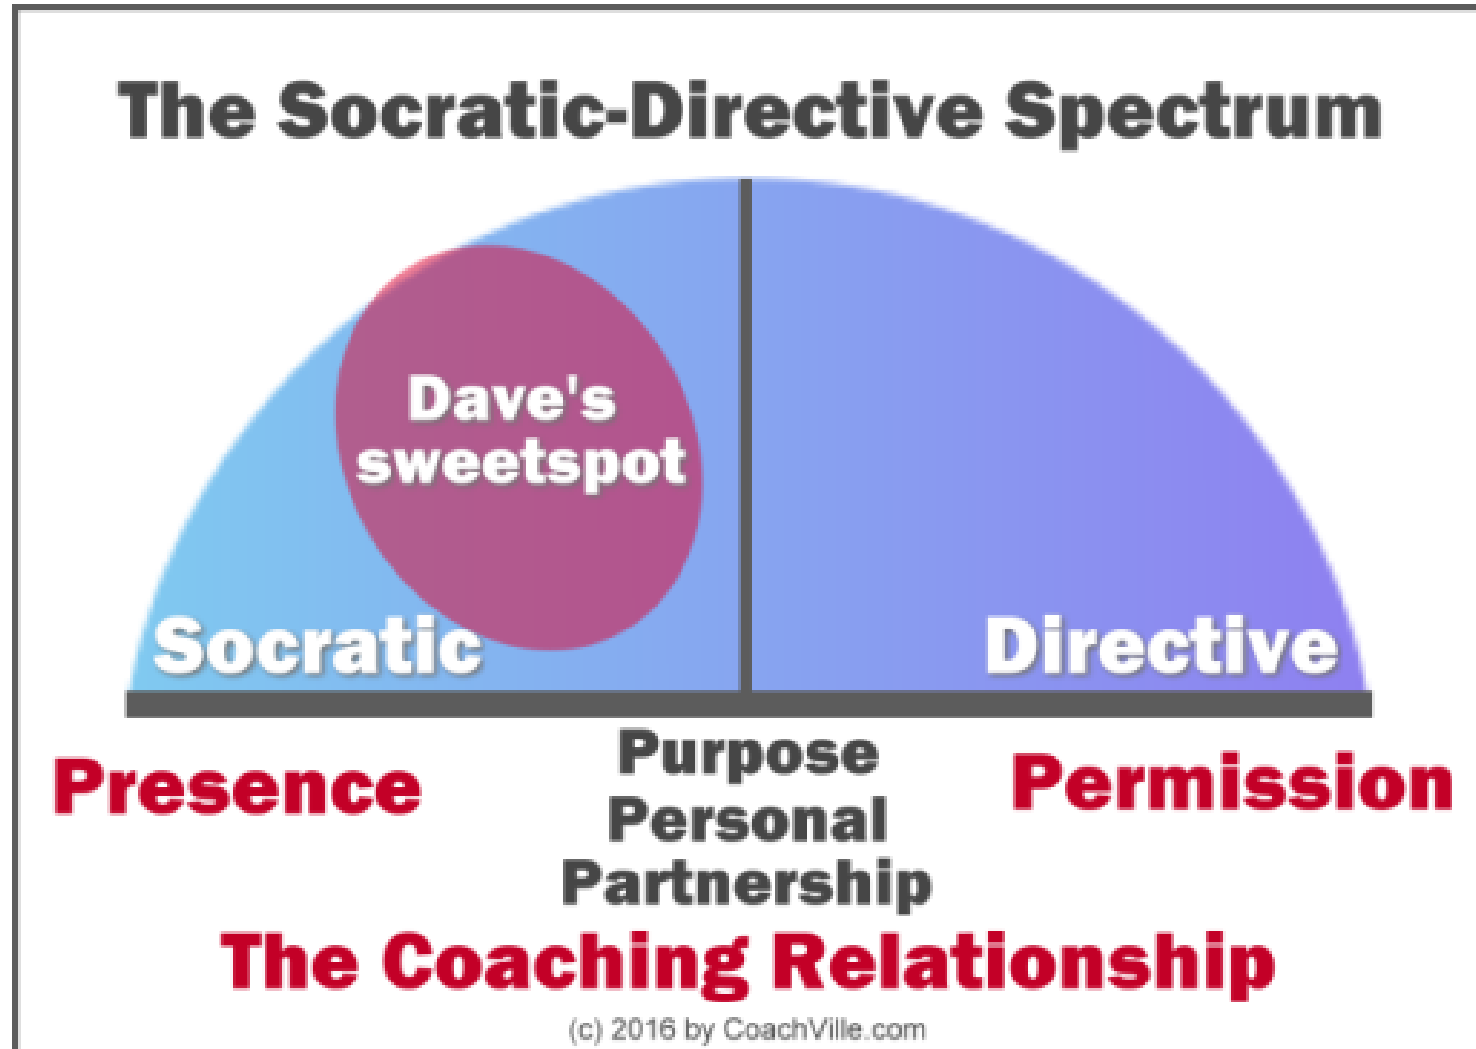 The Socratic-Directive Spectrum
Dave's
sweetspot
Socratic
Directive
Presence
Purpose
Personal
Partnership
Permission
The Coaching Relationship
(c) 2016 by CoachVille.com